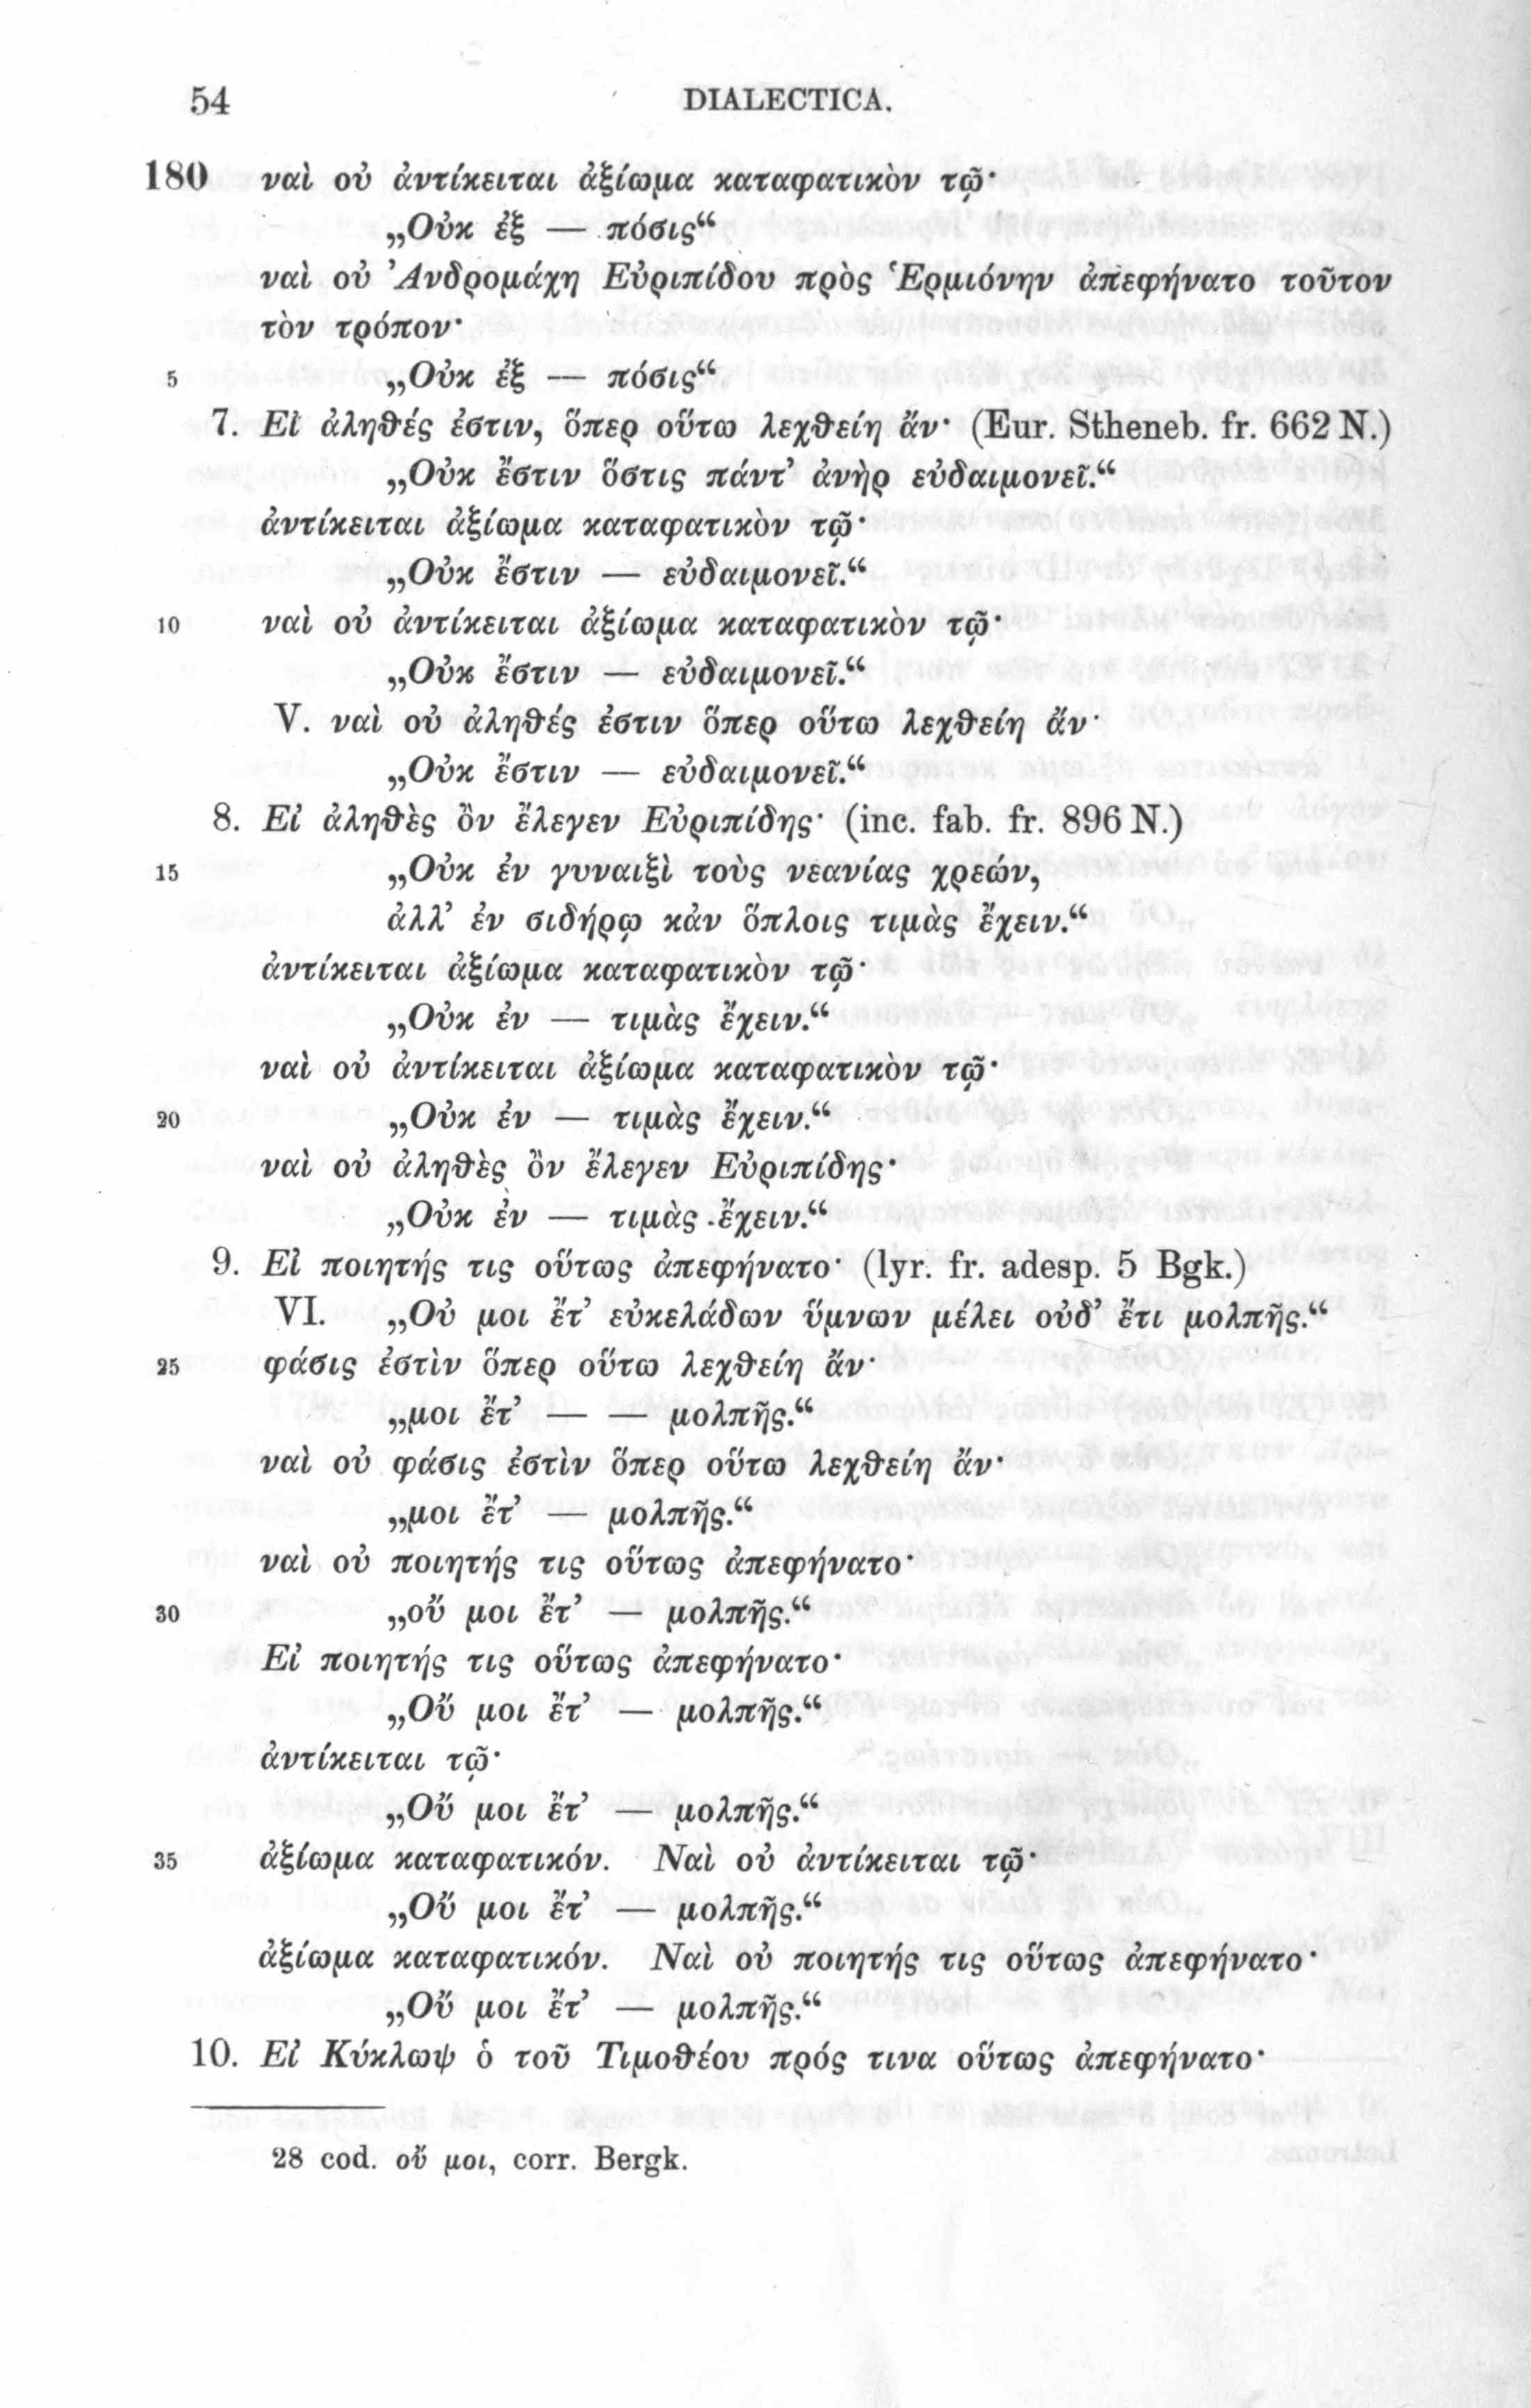 54 DIALECTICA.
180 ναὶ οὐ ἀντίκειται ἀξίωμα καταφατικὸν τῷ·
„Οὐκ ἐξ — πόσις“
ναὶ οὐ Ἀνδρομάχη Εὐριπίδου πρὸς Ἑρμιόνην ἀπεφήνατο τοῦτον
τὸν τρόπον·
5 „Οὐκ ἐξ — πόσις“
7. Εἰ ἀληθές ἐστιν, ὅπερ οὕτω λεχθείη ἄν· (Eur. Stheneb. fr. 662 N.)
„Οὐκ ἔστιν ὅστις πάντ’ ἀνὴρ εὐδαιμονεῖ.“
ἀντίκειται ἀξίωμα καταφατικὸν τῷ·
„Οὐκ ἔστιν — εὐδαιμονεῖ.“
10 ναὶ οὐ ἀντίκειται ἀξίωμα καταφατικὸν τῷ·
„Οὐκ ἔστιν — εὐδαιμονεῖ.“
V. ναὶ οὐ ἀληθές ἐστιν ὅπερ οὕτω λεχθείη ἄν·
„Οὐκ ἔστιν — εὐδαιμονεῖ.“
8. Εἰ ἀληθὲς ὂν ἔλεγεν Εὐριπίδης· (inc. fab. fr. 896 N.)
15 „Οὐκ ἐν γυναιξὶ τοὺς νεανίας χρεών,
ἀλλ’ ἐν σιδήρῳ κἀν ὅπλοις τιμὰς ἔχειν.“
ἀντίκειται ἀξίωμα καταφατικὸν τῷ·
„Οὐκ ἐν — τιμὰς ἔχειν.“
ναὶ οὐ ἀντίκειται ἀξίωμα καταφατικὸν τῷ·
20 „Οὐκ ἐν — τιμὰς ἔχειν.“
ναὶ οὐ ἀληθὲς ὂν ἔλεγεν Εὐριπίδης·
„Οὐκ ἐν — τιμὰς ἔχειν.“
9. Εἰ ποιητής τις οὕτως ἀπεφήνατο· (lyr. fr. adesp. 5 Bgk.)
VI. „Οὐ μοι ἔτ’ εὐκελάδων ὕμνων μέλει οὐδ’ ἔτι μολπῆς.“
25 φάσις ἐστὶν ὅπερ οὕτω λεχθείη ἄν·
„μοι ἔτ’ — — μολπῆς.“
ναὶ οὐ φάσις ἐστὶν ὅπερ οὕτω λεχθείη ἄν·
„μοι ἔτ’ — μολπῆς.“
ναὶ οὐ ποιητής τις οὕτως ἀπεφήνατο·
30 „οὔ μοι ἔτ’ — μολπῆς.“
Εἰ ποιητής τις οὕτως ἀπεφήνατο·
„Οὔ μοι ἔτ’ — μολπῆς.“
ἀντίκειται τῷ·
„Οὔ μοι ἔτ’ — μολπῆς.“
35 ἀξίωμα καταφατικόν. Ναὶ οὐ ἀντίκειται τῷ·
„Οὔ μοι ἔτ’ — μολπῆς.“
ἀξίωμα καταφατικόν. Ναὶ οὐ ποιητής τις οὕτως ἀπεφήνατο·
„Οὔ μοι ἔτ’ — μολπῆς.“
10. Εἰ Κύκλωψ ὁ τοῦ Τιμοθέου πρός τινα οὕτως ἀπεφήνατο·
28 cod. οὔ μοι, corr. Bergk.